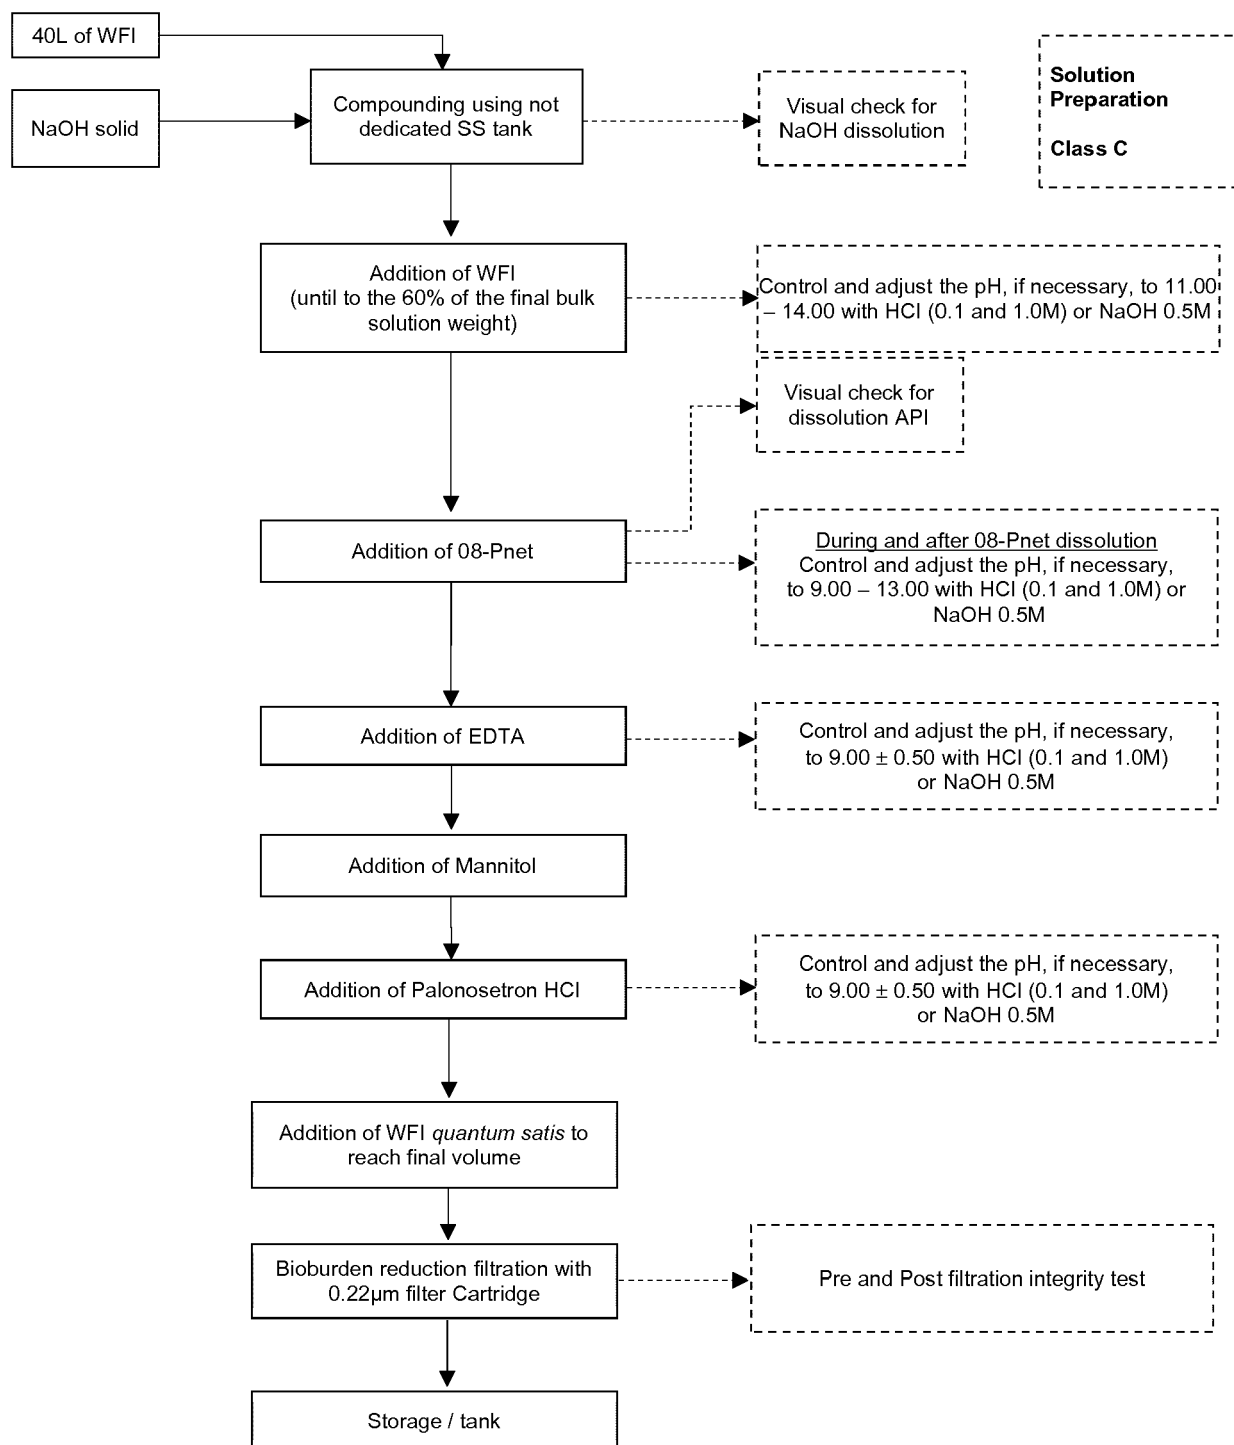 40L of WFI
NaOH solid
Compounding using not
dedicated SS tank
Visual check for
NaOH dissolution
Solution
Preparation
Class C
Addition of WFI
(until to the 60% of the final bulk
solution weight)
Control and adjust the pH, if necessary, to 11.00
– 14.00 with HCl (0.1 and 1.0M) or NaOH 0.5M
Visual check for
dissolution API
Addition of 08-Pnet
During and after 08-Pnet dissolution
Control and adjust the pH, if necessary,
to 9.00 – 13.00 with HCl (0.1 and 1.0M) or
NaOH 0.5M
Addition of EDTA
Control and adjust the pH, if necessary,
to 9.00 ± 0.50 with HCl (0.1 and 1.0M)
or NaOH 0.5M
Addition of Mannitol
Addition of Palonosetron HCl
Control and adjust the pH, if necessary,
to 9.00 ± 0.50 with HCl (0.1 and 1.0M)
or NaOH 0.5M
Addition of WFI quantum satis to
reach final volume
Bioburden reduction filtration with
0.22µm filter Cartridge
Pre and Post filtration integrity test
Storage / tank